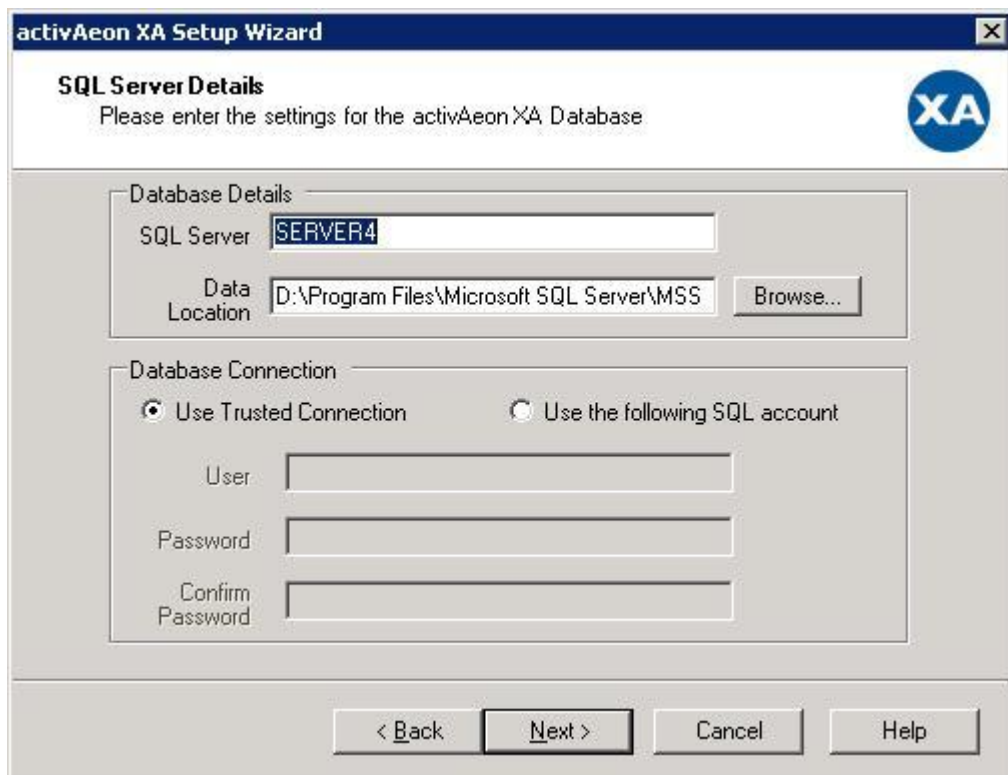 activAeon XA Setup Wizard
SQL Server Details
Please enter the settings for the activAeon XA Database
XA
Database Details
SQL Server
SERVER4
Data
Location
D:\Program Files\Microsoft SQL Server\MSS
Browse...
Database Connection
Use Trusted Connection
Use the following SQL account
User
Password
Confirm
Password
< Back
Next >
Cancel
Help